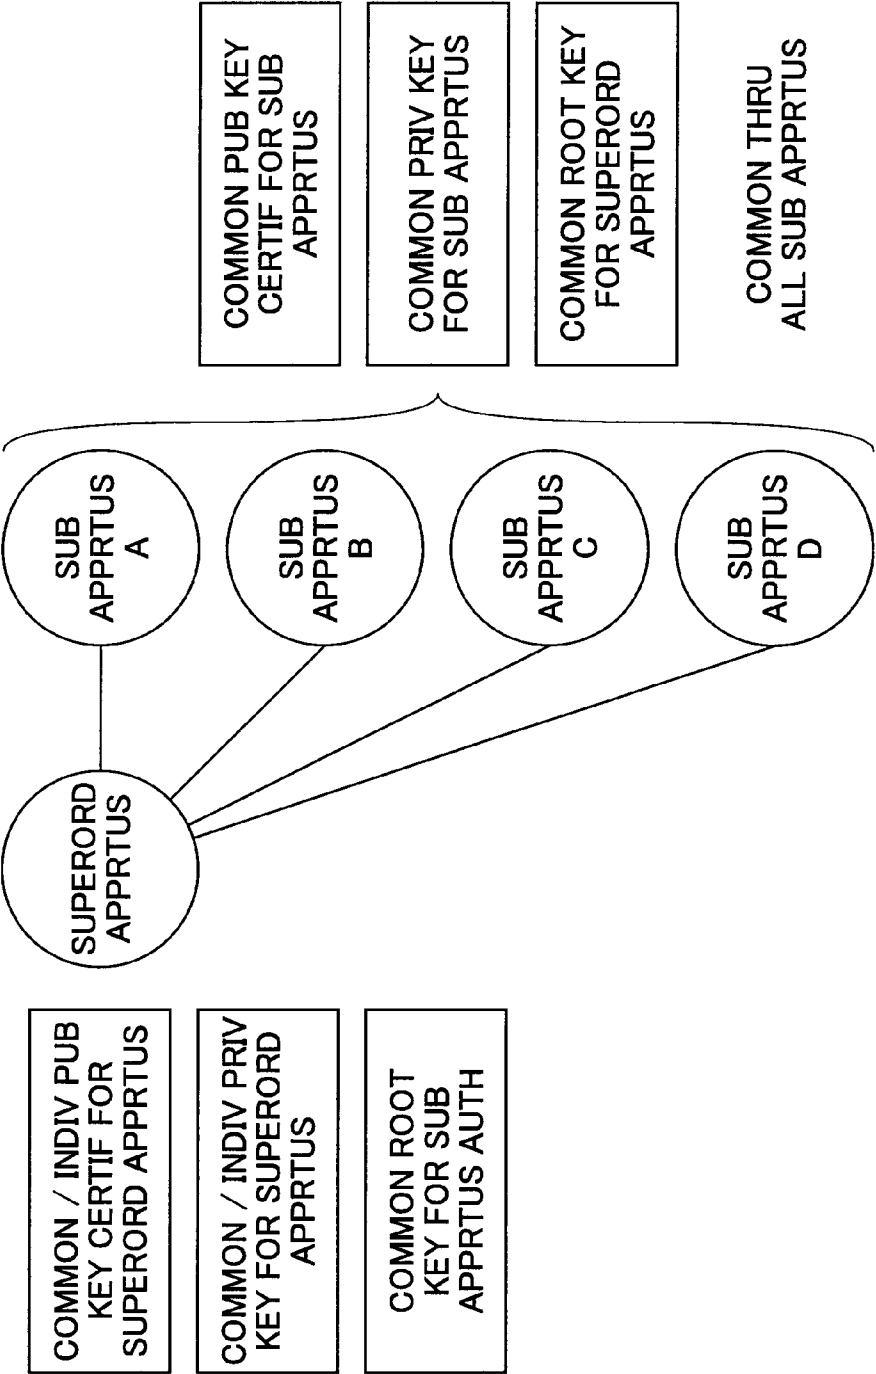 COMMON / INDIV PUB
KEY CERTIF FOR
SUPERORD APPRTUS
COMMON / INDIV PRIV
KEY FOR SUPERORD
APPRTUS
COMMON ROOT
KEY FOR SUB
APPRTUS AUTH
SUPERORD
APPRTUS
SUB
APPRTUS
A
SUB
APPRTUS
B
SUB
APPRTUS
C
SUB
APPRTUS
D
COMMON PUB KEY
CERTIF FOR SUB
APPRTUS
COMMON PRIV KEY
FOR SUB APPRTUS
COMMON ROOT KEY
FOR SUPERORD
APPRTUS
COMMON THRU
ALL SUB APPRTUS